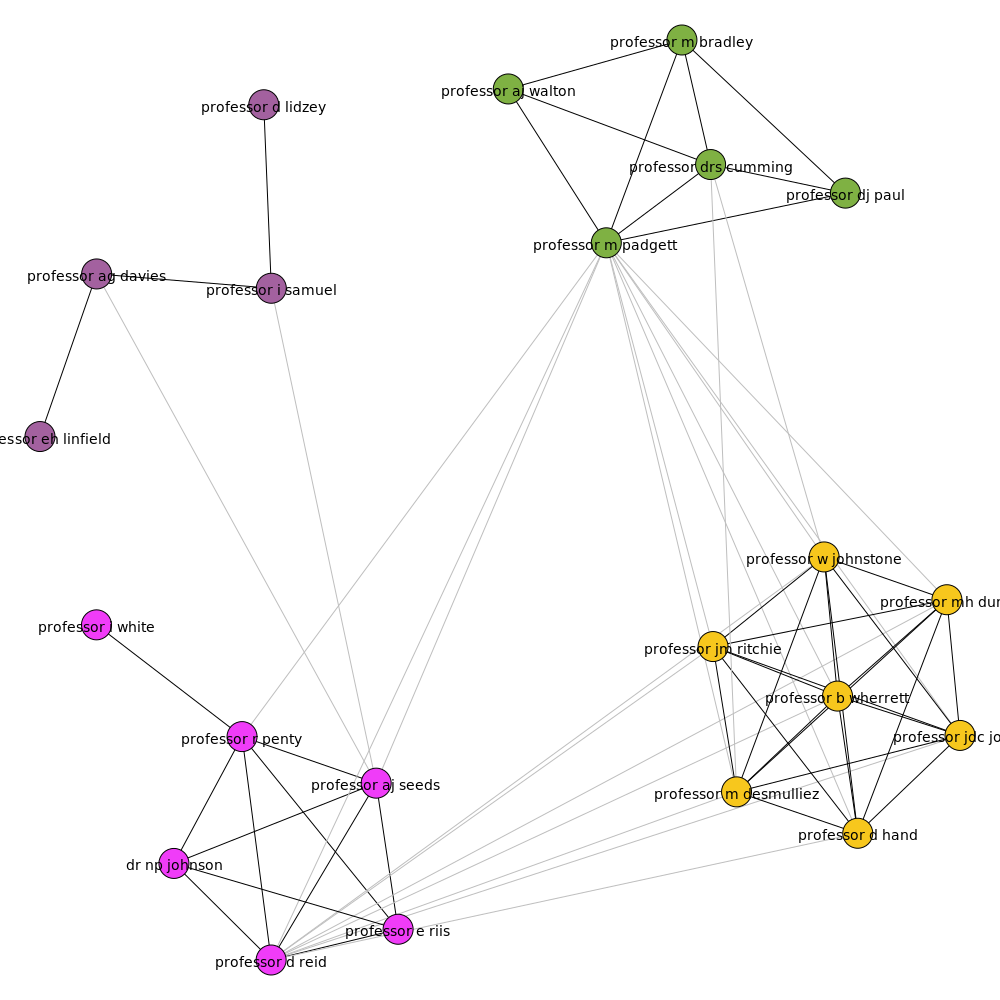 professor m bradley
professor aj walton
professor d lidzey
professor drs cumming
professor dj paul
professor m padgett
professor ag davies
professor i samuel
essor eh linfield
professor w johnstone
professor mh dun
professor l white
professor jm ritchie
professor b wherrett
professor r penty
professor jdc jo
professor aj seeds
professor m desmulliez
professor d hand
dr np johnson
professor e riis
professor d reid